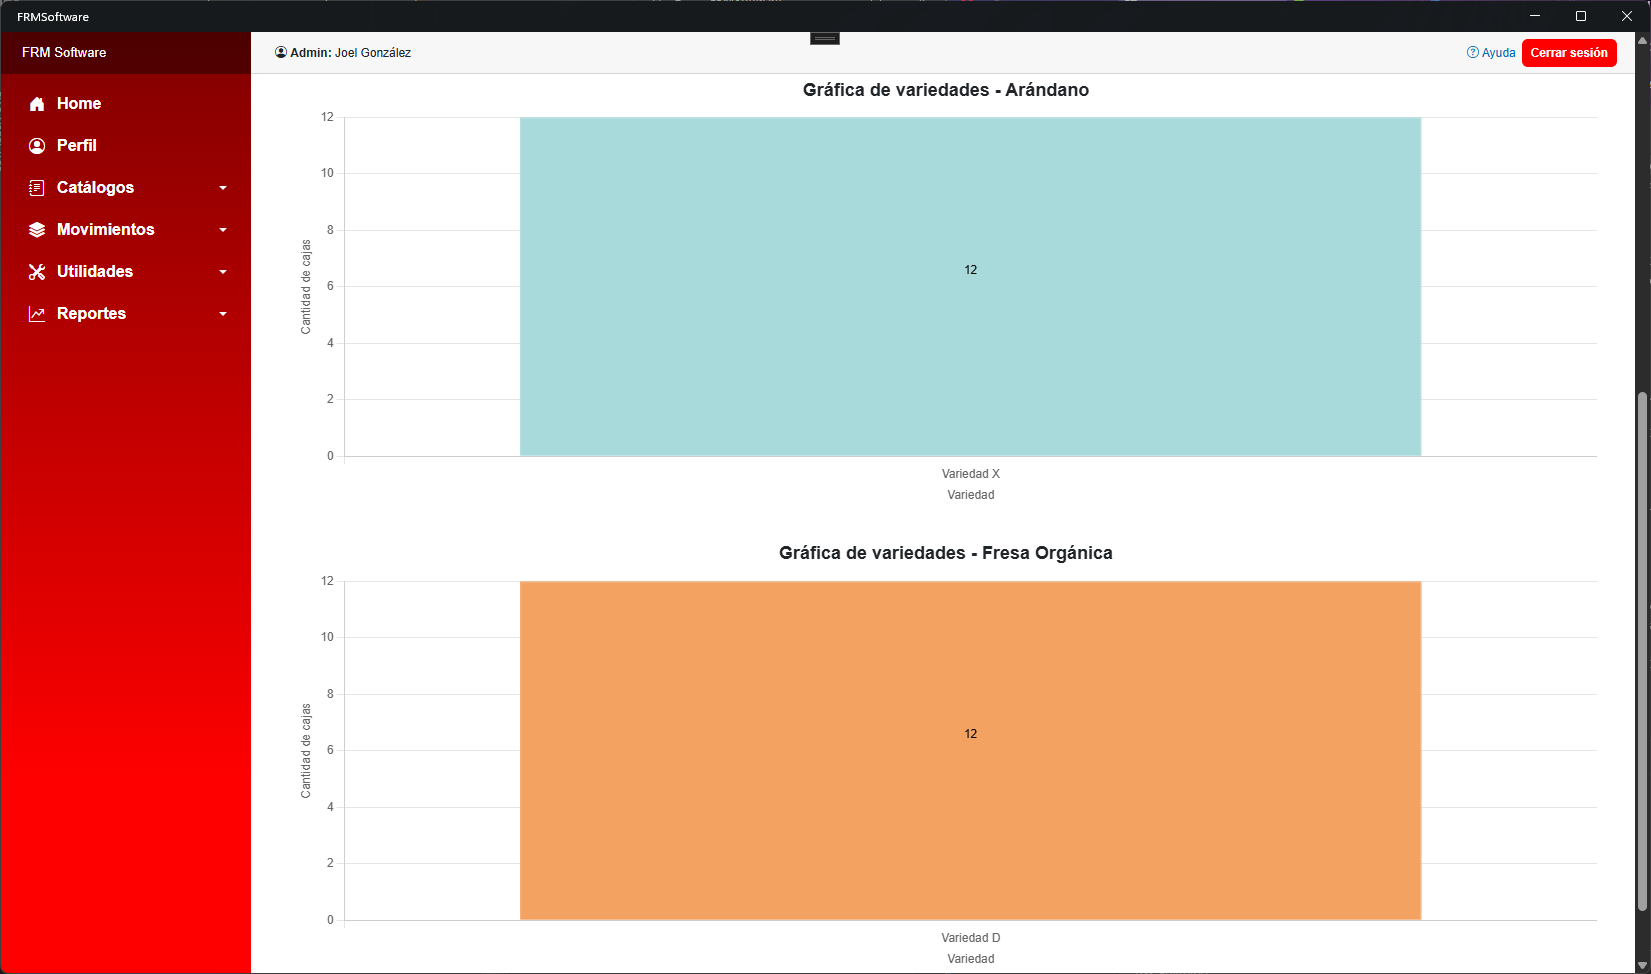 FRMSoftware
FRM Software
Admin: Joel González
Ayuda
Cerrar sesión
Home
Perfil
Catálogos
Movimientos
Utilidades
Reportes
Gráfica de variedades - Arándano
12
10
8
6
4
2
0
Cantidad de cajas
12
Variedad X
Variedad
Gráfica de variedades - Fresa Orgánica
12
10
8
6
4
2
0
Cantidad de cajas
12
Variedad D
Variedad